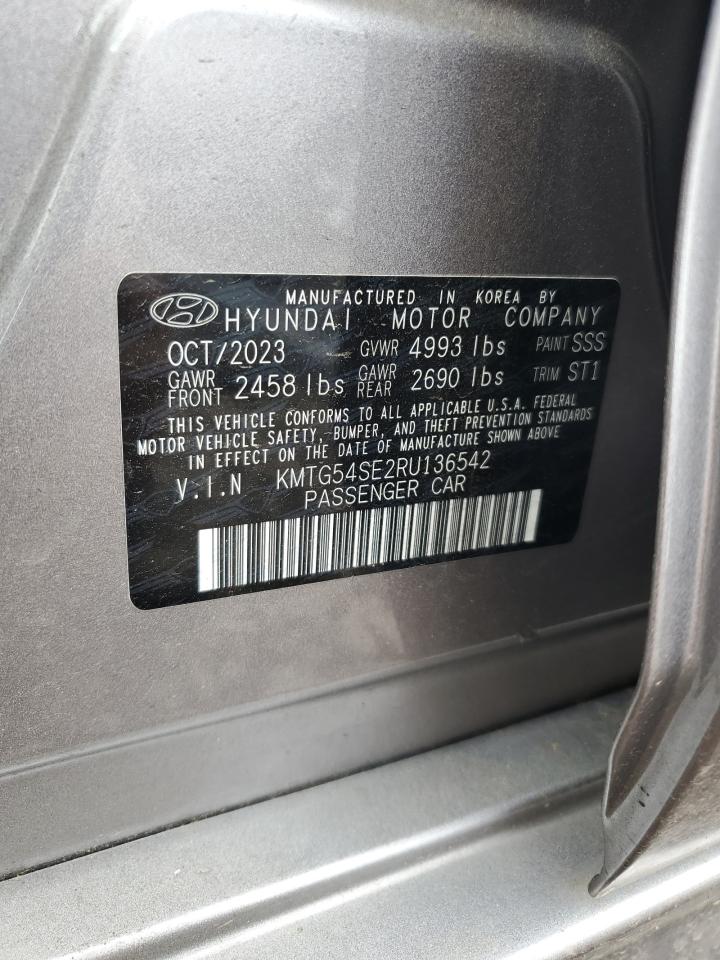 MANUFACTURED IN KOREA BY
HYUNDAI MOTOR COMPANY
OCT/2023 GVWR 4993 lbs PAINT SSS
GAWR FRONT 2458 lbs GAWR REAR 2690 lbs TRIM ST1
THIS VEHICLE CONFORMS TO ALL APPLICABLE U.S.A. FEDERAL
MOTOR VEHICLE SAFETY, BUMPER, AND THEFT PREVENTION STANDARDS
IN EFFECT ON THE DATE OF MANUFACTURE SHOWN ABOVE
V.I.N KMTG54SE2RU136542
PASSENGER CAR